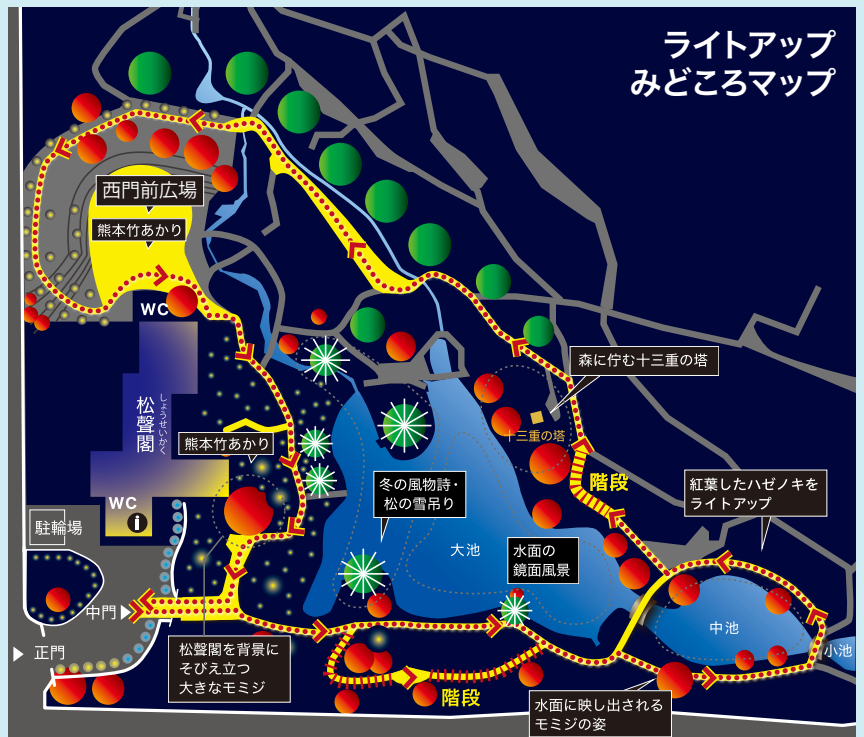 ライトアップ
みどころマップ
西門前広場
熊本竹あかり
WC
松聲閣
しょうせいかく
熊本竹あかり
WC
i
駐輪場
中門
正門
松聲閣を背景に
そびえ立つ
大きなモミジ
冬の風物詩・
松の雪吊り
大池
水面の
鏡面風景
森に佇む十三重の塔
十三重の塔
階段
紅葉したハゼノキを
ライトアップ
中池
小池
階段
水面に映し出される
モミジの姿